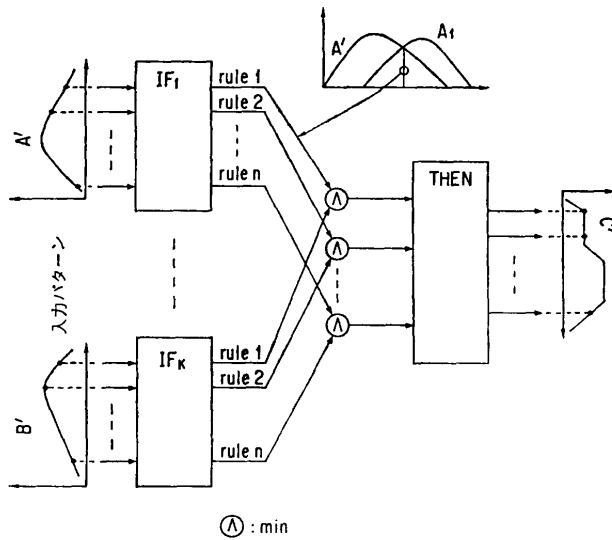 A'
A₁
A'
IF₁
rule 1
rule 2
rule n
THEN
C'
Λ
Λ
Λ
入力パターン
B'
IFₖ
rule 1
rule 2
rule n
Λ : min